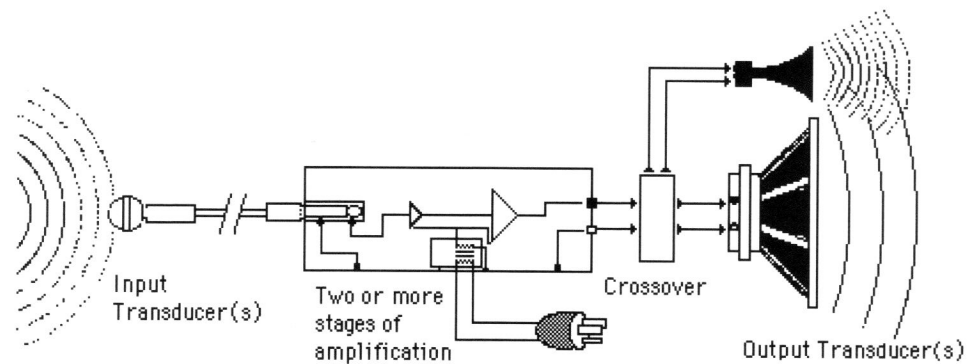 Input
Transducer(s)
Two or more
stages of
amplification
Crossover
Output Transducer(s)